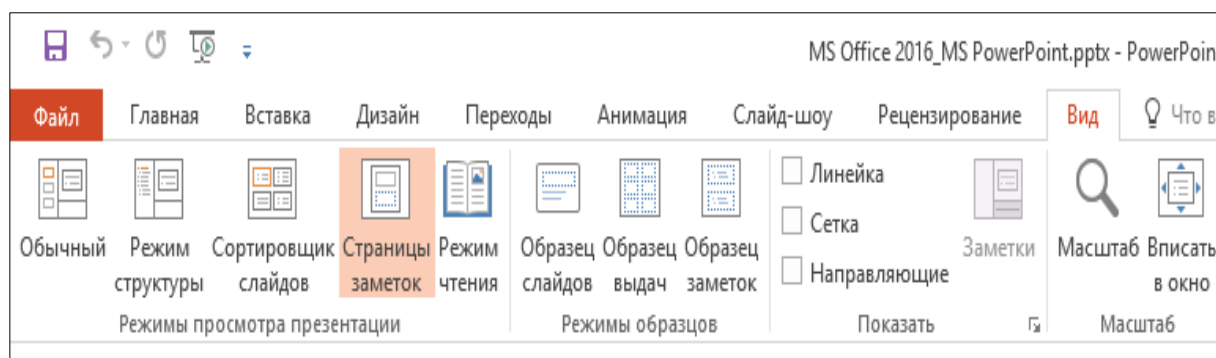 MS Office 2016_MS PowerPoint.pptx - PowerPoin
Файл Главная Вставка Дизайн Переходы Анимация Слайд-шоу Рецензирование Вид Что в
Обычный Режим структуры Сортировщик слайдов Страницы заметок Режим чтения
Образец слайдов Образец выдач Образец заметок
Линейка
Сетка
Направляющие
Заметки
Масштаб Вписать в окно
Режимы просмотра презентации Режимы образцов Показать Масштаб